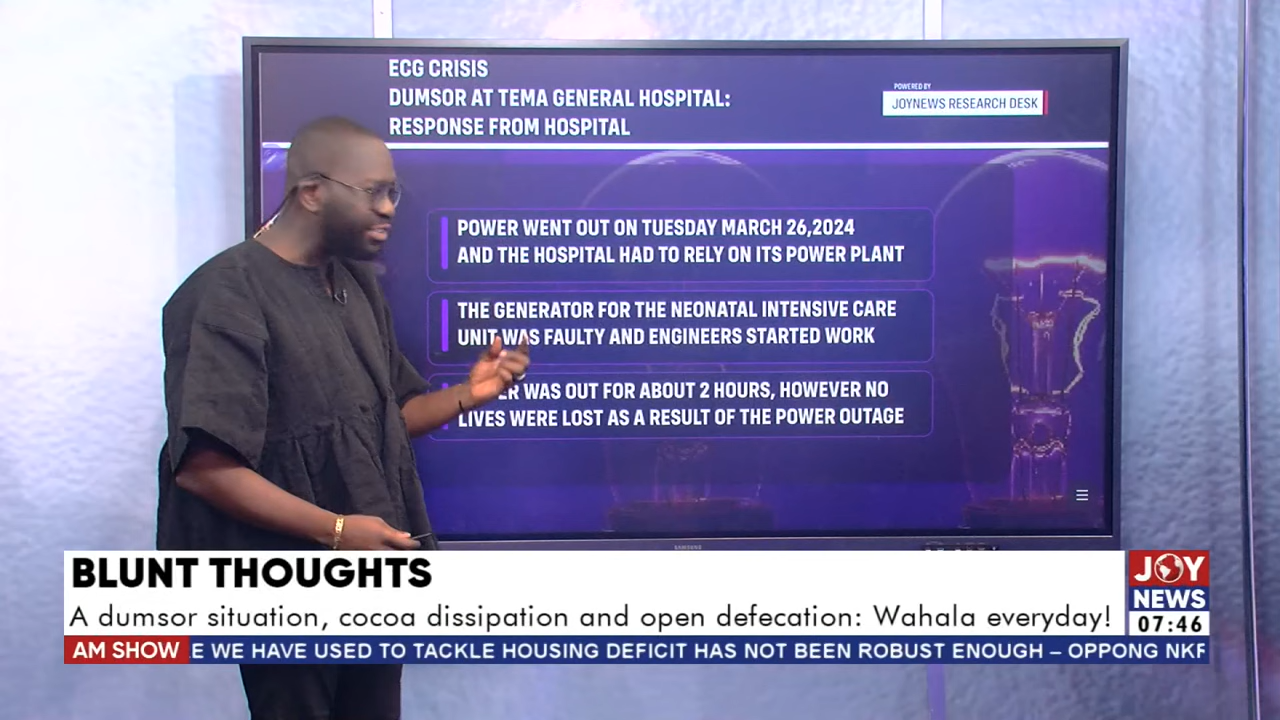 ECG CRISIS
DUMSOR AT TEMA GENERAL HOSPITAL:
RESPONSE FROM HOSPITAL
POWERED BY
JOYNEWS RESEARCH DESK
POWER WENT OUT ON TUESDAY MARCH 26,2024
AND THE HOSPITAL HAD TO RELY ON ITS POWER PLANT
THE GENERATOR FOR THE NEONATAL INTENSIVE CARE
UNIT WAS FAULTY AND ENGINEERS STARTED WORK
ER WAS OUT FOR ABOUT 2 HOURS, HOWEVER NO
LIVES WERE LOST AS A RESULT OF THE POWER OUTAGE
SAMSUNG
BLUNT THOUGHTS
A dumsor situation, cocoa dissipation and open defecation: Wahala everyday!
JOY
NEWS
07:46
AM SHOW
E WE HAVE USED TO TACKLE HOUSING DEFICIT HAS NOT BEEN ROBUST ENOUGH – OPPONG NKR